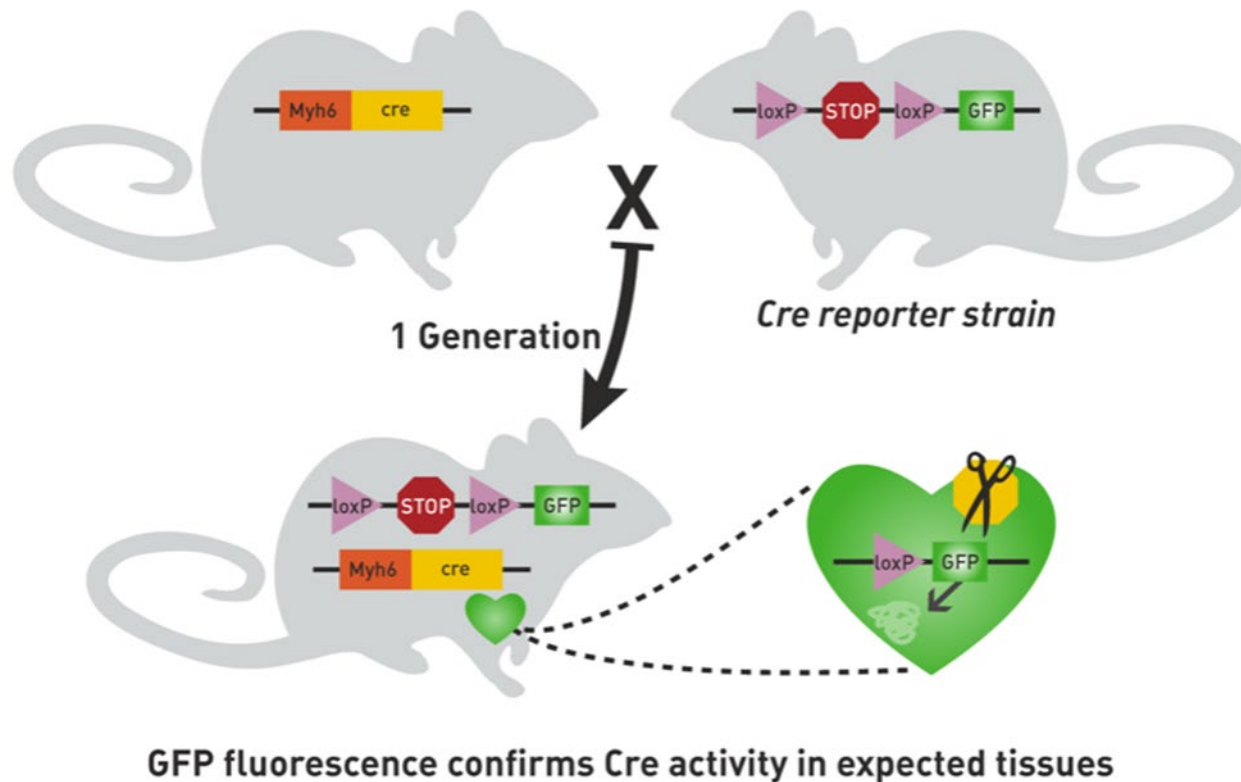 Myh6 cre
loxP STOP loxP GFP
X
Cre reporter strain
1 Generation
loxP STOP loxP GFP
Myh6 cre
loxP GFP
GFP fluorescence confirms Cre activity in expected tissues